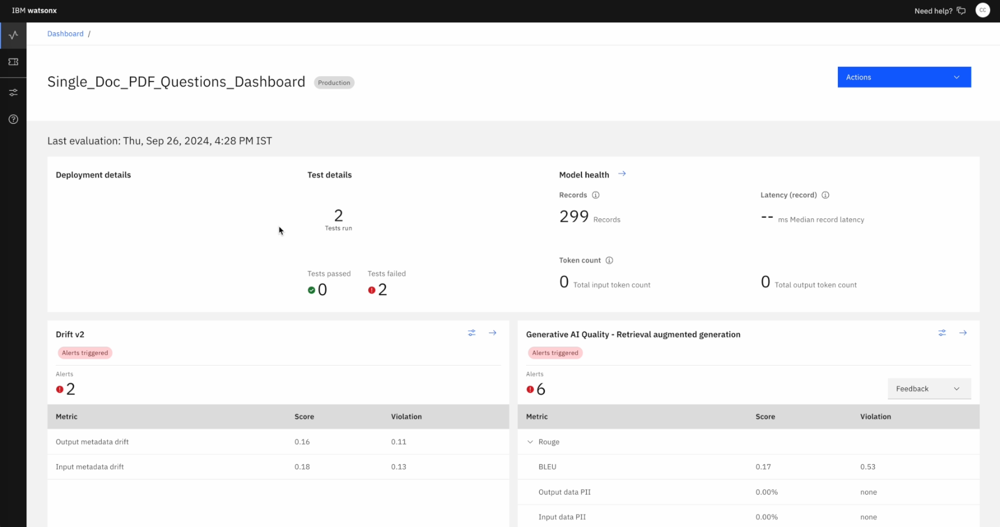 IBM watsonx
Need help?
CC
Dashboard /
Single_Doc_PDF_Questions_Dashboard
Production
Actions
Last evaluation: Thu, Sep 26, 2024, 4:28 PM IST
Deployment details
Test details
2
Tests run
Tests passed
0
Tests failed
2
Model health
Records
299 Records
Latency (record)
-- ms Median record latency
Token count
0 Total input token count
0 Total output token count
Drift v2
Alerts triggered
Alerts
2
Metric Score Violation
Output metadata drift 0.16 0.11
Input metadata drift 0.18 0.13
Generative AI Quality - Retrieval augmented generation
Alerts triggered
Alerts
6
Feedback
Metric Score Violation
Rouge
BLEU 0.17 0.53
Output data PII 0.00% none
Input data PII 0.00% none